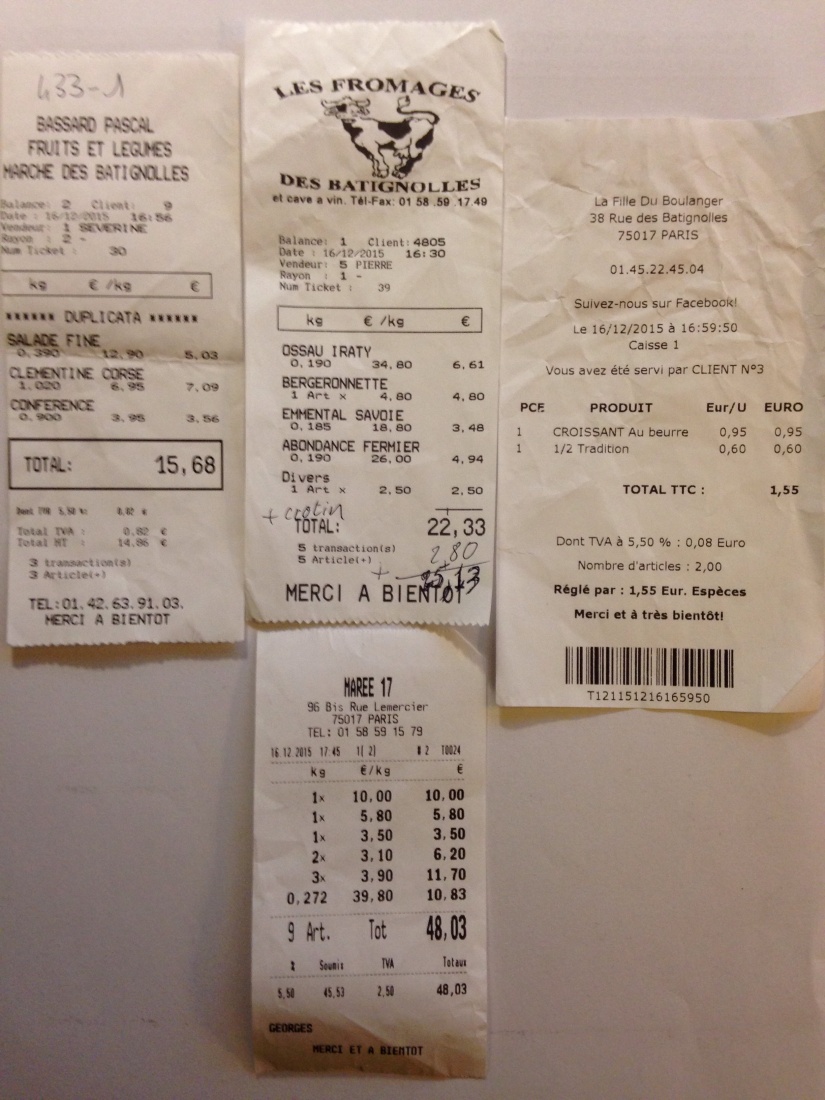 433-1
BASSARD PASCAL
FRUITS ET LEGUMES
MARCHE DES BATIGNOLLES
Balance: 2 Client: 9
Date : 16/12/2015 16:56
Vendeur: 1 SEVERINE
Rayon : 2 -
Num Ticket : 30
kg €/kg €
****** DUPLICATA ******
SALADE FINE
0.390 12,90 5,03
CLEMENTINE CORSE
1.020 6,95 7,09
CONFERENCE
0.900 3,95 3,56
TOTAL: 15,68
Dont TVA 5,50 %: 0,82 €
Total TVA : 0,82 €
Total HT : 14,86 €
3 transaction(s)
3 Article(+)
TEL:01.42.63.91.03.
MERCI A BIENTOT
LES FROMAGES
DES BATIGNOLLES
et cave a vin. Tél-Fax: 01 58 .59 .17.49
Balance: 1 Client: 4805
Date : 16/12/2015 16:30
Vendeur: 5 PIERRE
Rayon : 1 -
Num Ticket : 39
kg €/kg €
OSSAU IRATY
0,190 34,80 6,61
BERGERONNETTE
1 Art x 4,80 4,80
EMMENTAL SAVOIE
0,185 18,80 3,48
ABONDANCE FERMIER
0,190 26,00 4,94
Divers
1 Art x 2,50 2,50
+ crotin
TOTAL: 22,33
5 transaction(s)
5 Article(+)
+ 2,80
25,13
MERCI A BIENTOT
La Fille Du Boulanger
38 Rue des Batignolles
75017 PARIS
01.45.22.45.04
Suivez-nous sur Facebook!
Le 16/12/2015 à 16:59:50
Caisse 1
Vous avez été servi par CLIENT N°3
PCE PRODUIT Eur/U EURO
1 CROISSANT Au beurre 0,95 0,95
1 1/2 Tradition 0,60 0,60
TOTAL TTC : 1,55
Dont TVA à 5,50 % : 0,08 Euro
Nombre d'articles : 2,00
Réglé par : 1,55 Eur. Espèces
Merci et à très bientôt!
T121151216165950
MAREE 17
96 Bis Rue Lemercier
75017 PARIS
TEL: 01 58 59 15 79
16.12.2015 17.45 1( 2) # 2 T0024
kg €/kg €
1x 10,00 10,00
1x 5,80 5,80
1x 3,50 3,50
2x 3,10 6,20
3x 3,90 11,70
0,272 39,80 10,83
9 Art. Tot 48,03
% Soumis TVA Totaux
5,50 45,53 2,50 48,03
GEORGES
MERCI ET A BIENTOT